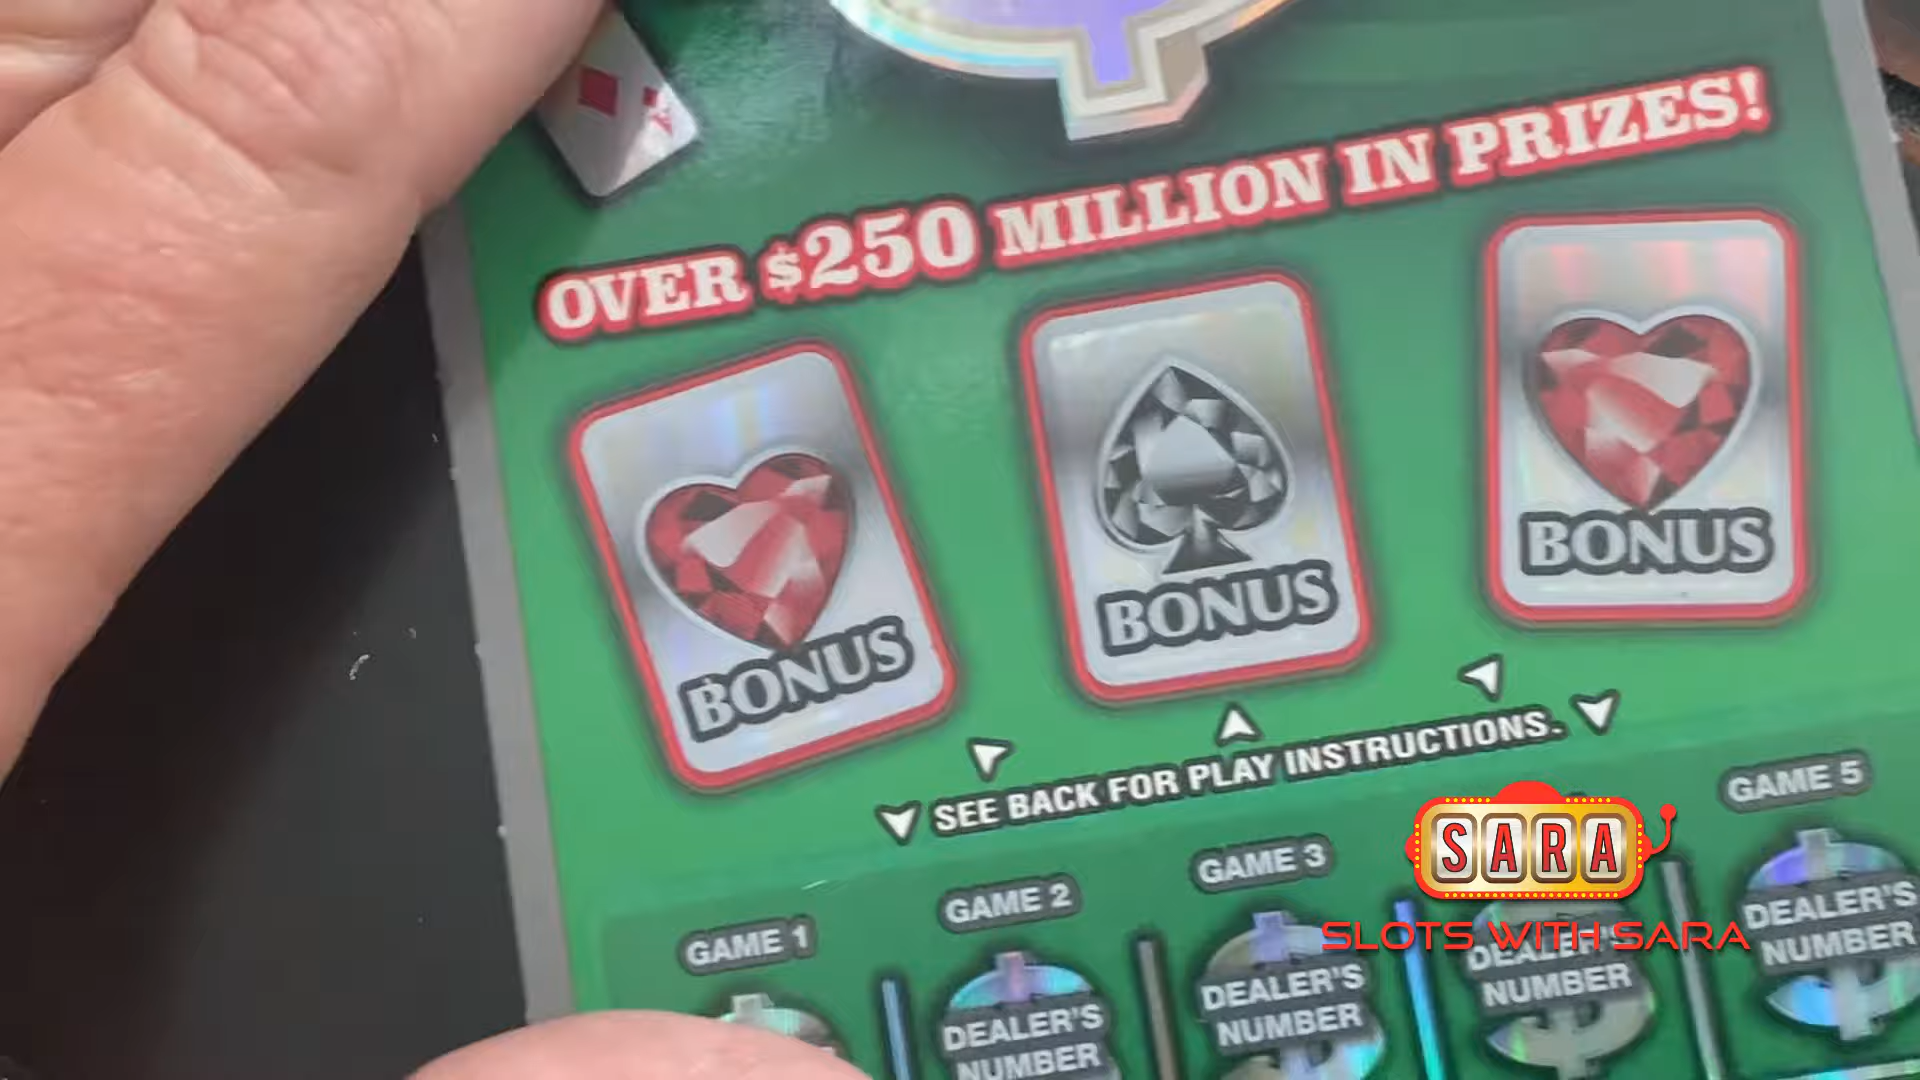 A
OVER $250 MILLION IN PRIZES!
BONUS
BONUS
BONUS
SEE BACK FOR PLAY INSTRUCTIONS.
GAME 1
GAME 2
GAME 3
GAME 5
DEALER'S
NUMBER
DEALER'S
NUMBER
DEALER'S
NUMBER
DEALER'S
NUMBER
SARA
SLOTS WITH SARA